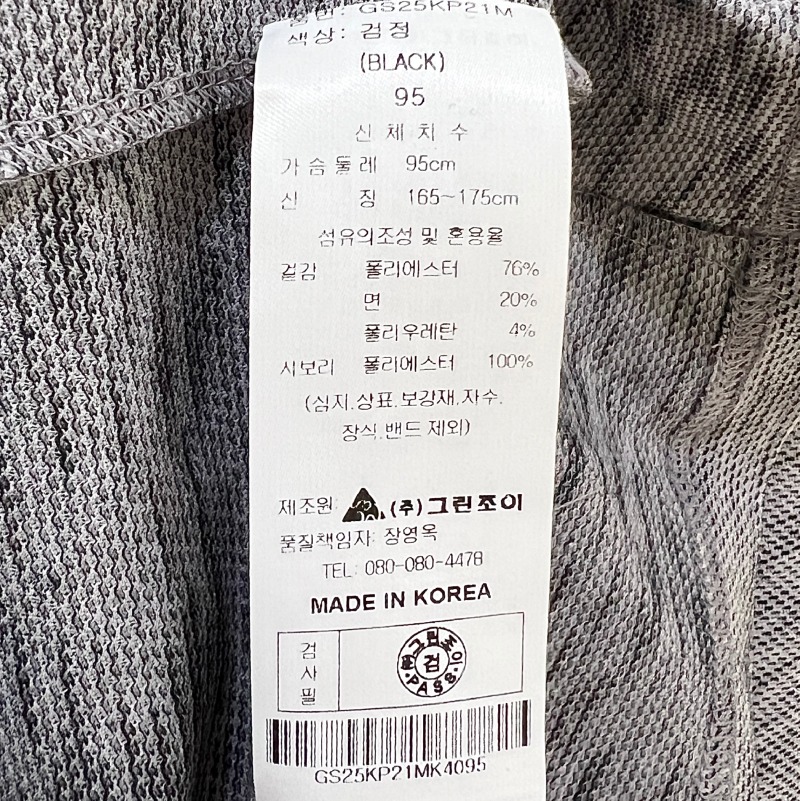 품번: GS25KP21M
색상: 검정
(BLACK)
95
신 체 치 수
가 슴 둘 레 95cm
신 장 165~175cm
섬유의조성 및 혼용율
겉감 폴리에스터 76%
면 20%
폴리우레탄 4%
시보리 폴리에스터 100%
(심지.상표.보강재.자수.
장식.밴드 제외)
제조원: (주)그린조이
품질책임자: 장영옥
TEL: 080-080-4478
MADE IN KOREA
검사필
㈜그린조이
검
·PASS·
GS25KP21MK4095